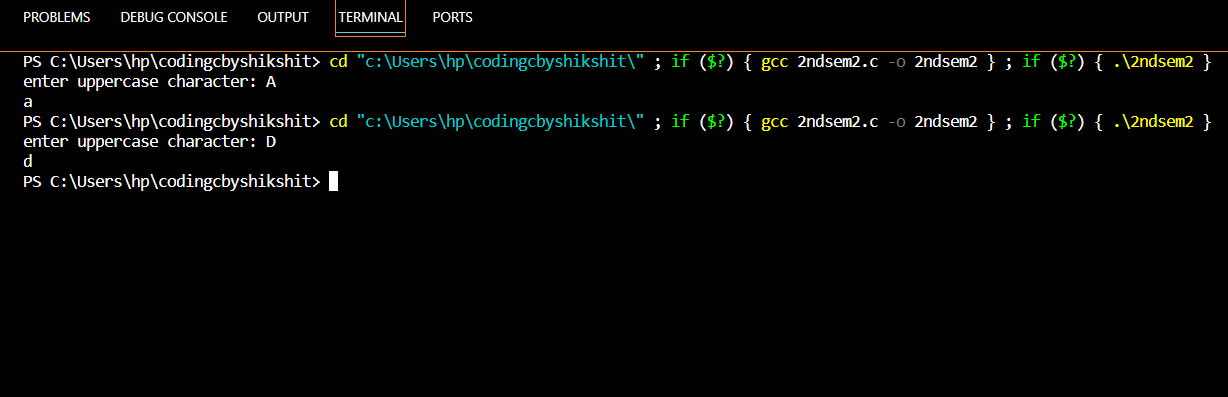 PROBLEMS DEBUG CONSOLE OUTPUT TERMINAL PORTS
PS C:\Users\hp\codingcbyshikshit> cd "c:\Users\hp\codingcbyshikshit\" ; if ($?) { gcc 2ndsem2.c -o 2ndsem2 } ; if ($?) { .\2ndsem2 }
enter uppercase character: A
a
PS C:\Users\hp\codingcbyshikshit> cd "c:\Users\hp\codingcbyshikshit\" ; if ($?) { gcc 2ndsem2.c -o 2ndsem2 } ; if ($?) { .\2ndsem2 }
enter uppercase character: D
d
PS C:\Users\hp\codingcbyshikshit>